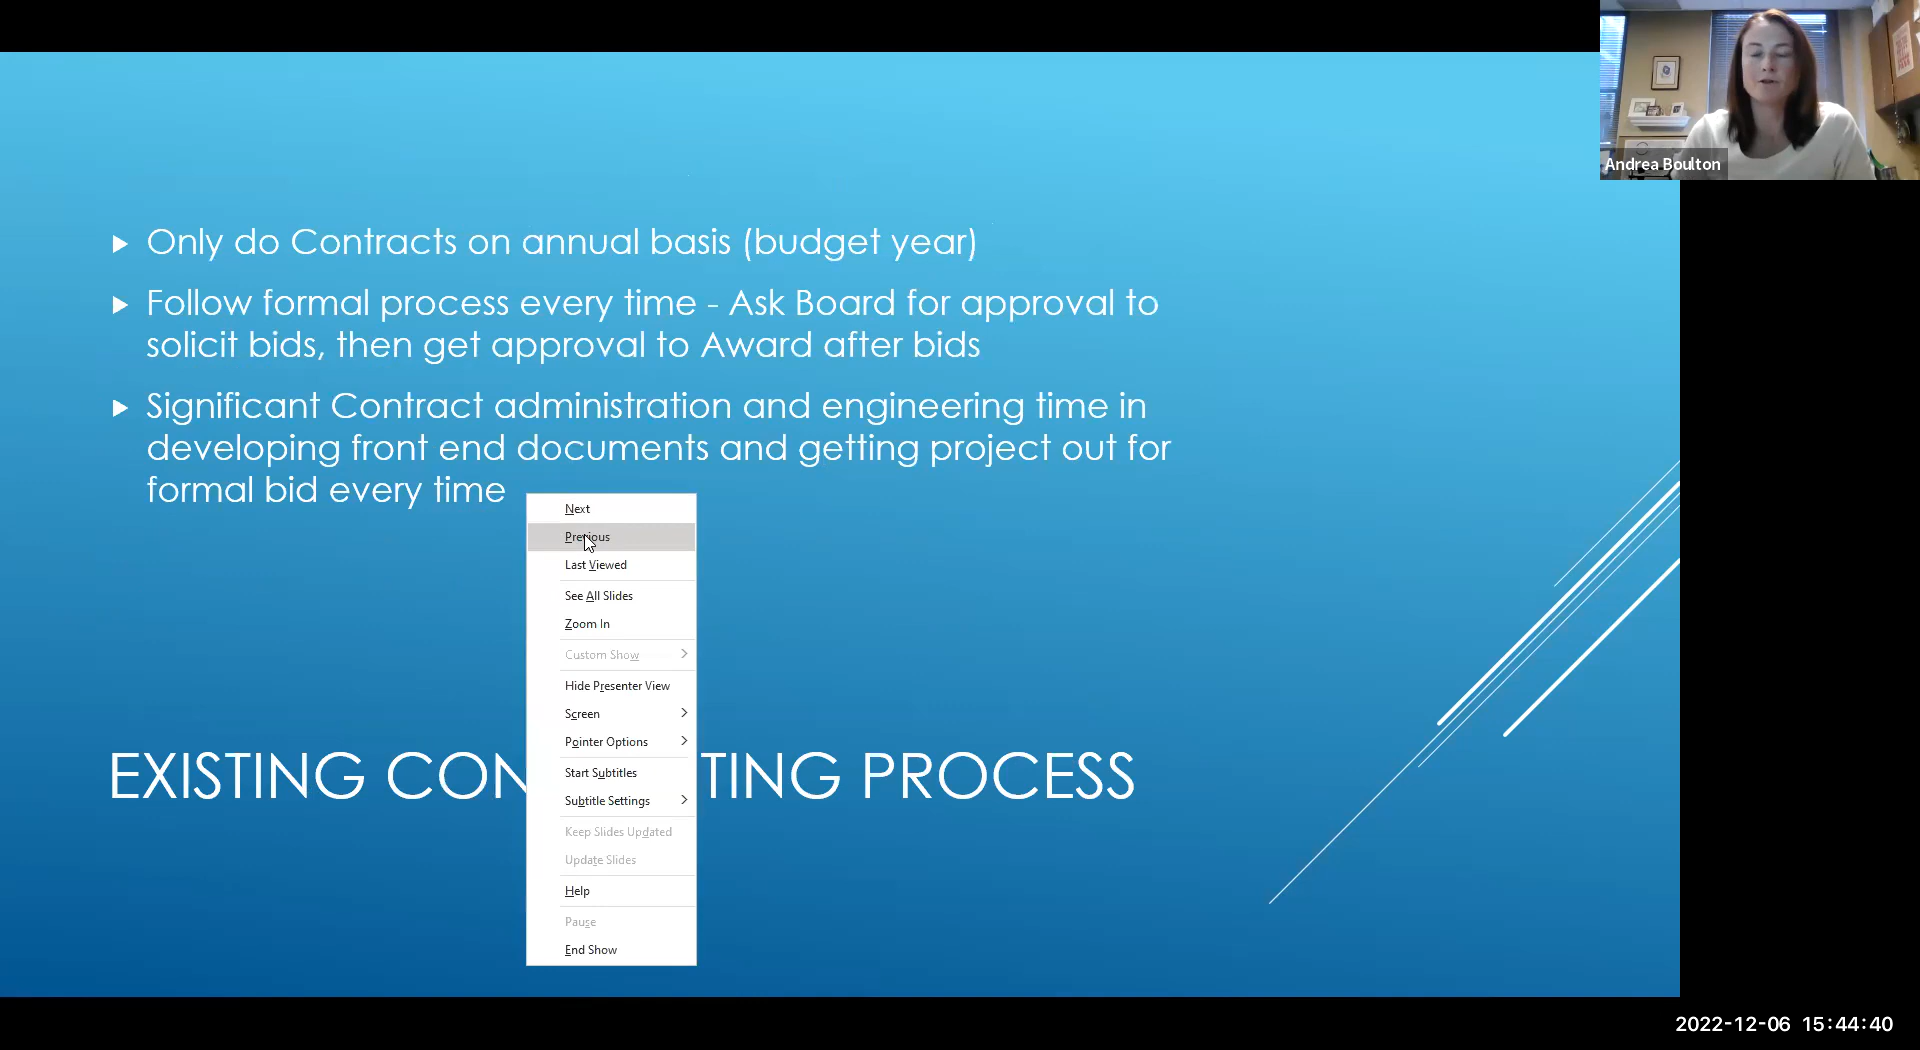 Andrea Boulton
Only do Contracts on annual basis (budget year)
Follow formal process every time - Ask Board for approval to
solicit bids, then get approval to Award after bids
Significant Contract administration and engineering time in
developing front end documents and getting project out for
formal bid every time
Next
Previous
Last Viewed
See All Slides
Zoom In
Custom Show
Hide Presenter View
Screen
Pointer Options
Start Subtitles
Subtitle Settings
Keep Slides Updated
Update Slides
Help
Pause
End Show
EXISTING CON TING PROCESS
2022-12-06 15:44:40